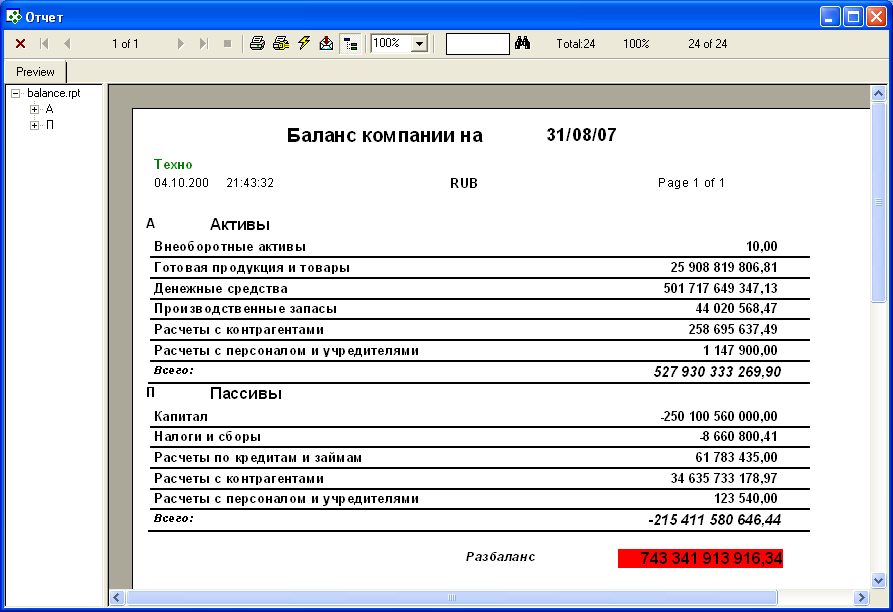 Отчет
1 of 1 100% Total:24 100% 24 of 24
Preview
balance.rpt
А
П
Баланс компании на 31/08/07
Техно
04.10.200 21:43:32 RUB Page 1 of 1
А Активы
Внеоборотные активы 10,00
Готовая продукция и товары 25 908 819 806,81
Денежные средства 501 717 649 347,13
Производственные запасы 44 020 568,47
Расчеты с контрагентами 258 695 637,49
Расчеты с персоналом и учредителями 1 147 900,00
Всего: 527 930 333 269,90
П Пассивы
Капитал -250 100 560 000,00
Налоги и сборы -8 660 800,41
Расчеты по кредитам и займам 61 783 435,00
Расчеты с контрагентами 34 635 733 178,97
Расчеты с персоналом и учредителями 123 540,00
Всего: -215 411 580 646,44
Разбаланс 743 341 913 916,34